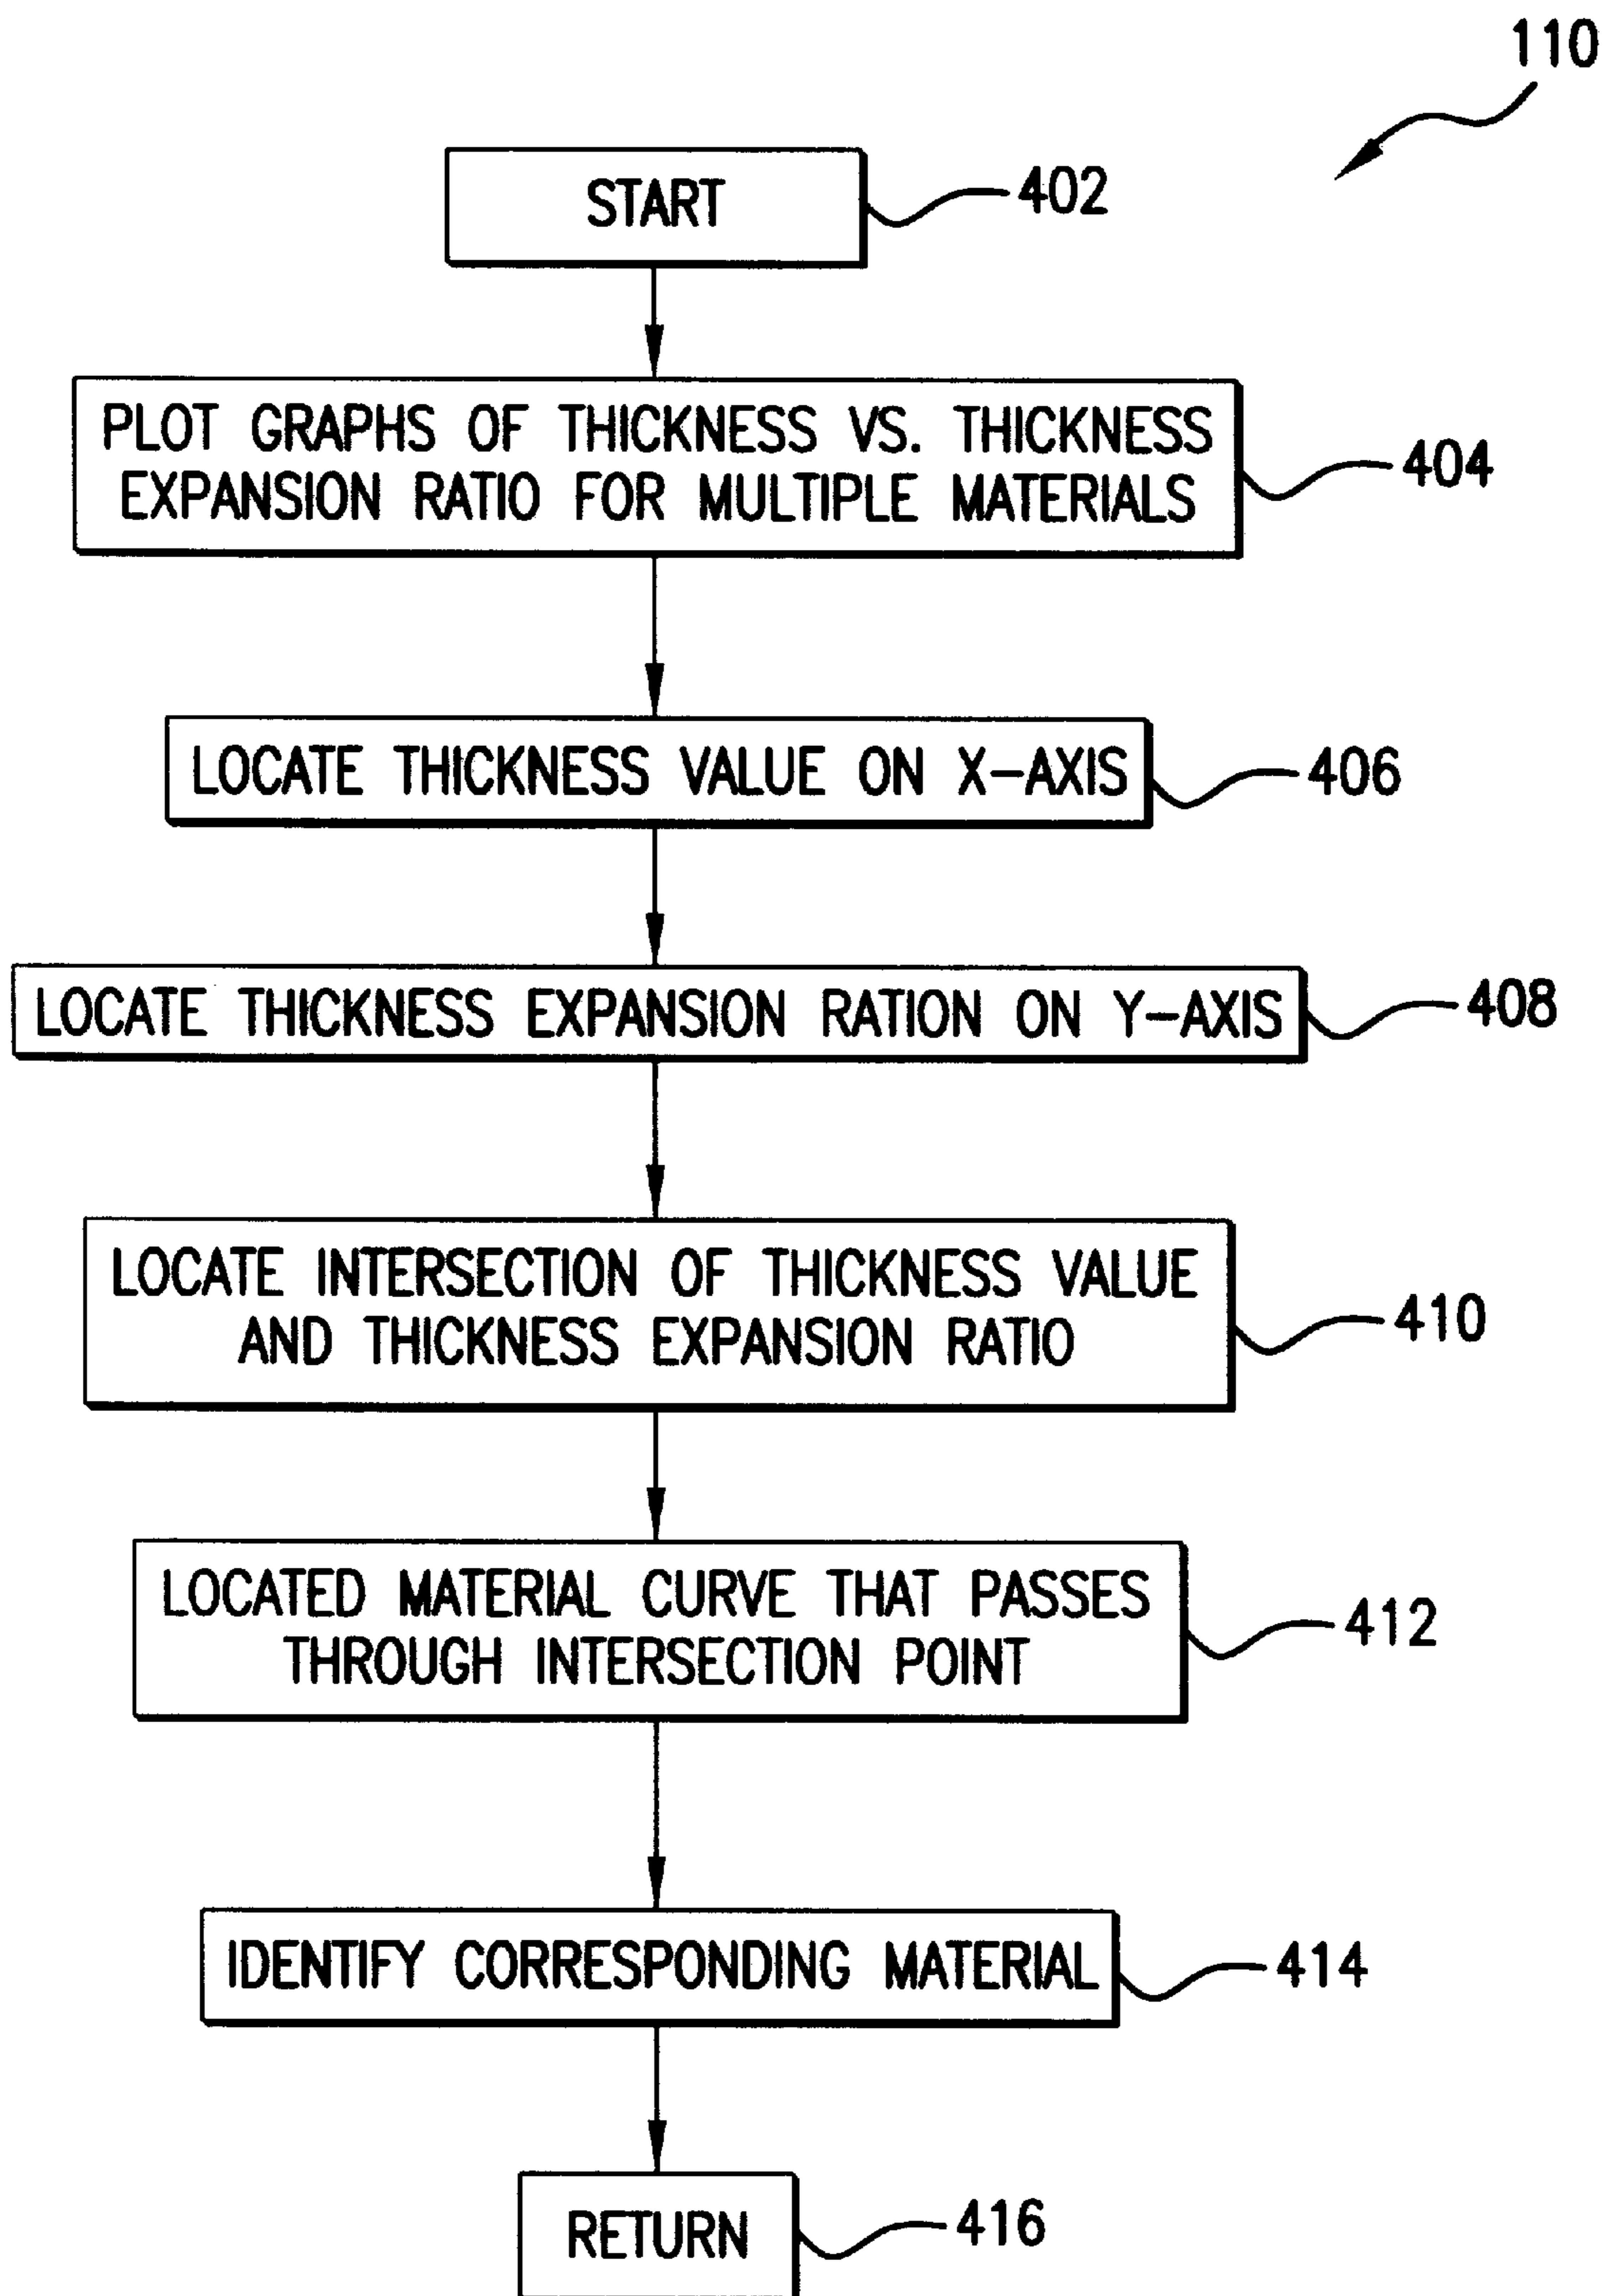 110
START
402
PLOT GRAPHS OF THICKNESS VS. THICKNESS
EXPANSION RATIO FOR MULTIPLE MATERIALS
404
LOCATE THICKNESS VALUE ON X-AXIS
406
LOCATE THICKNESS EXPANSION RATION ON Y-AXIS
408
LOCATE INTERSECTION OF THICKNESS VALUE
AND THICKNESS EXPANSION RATIO
410
LOCATED MATERIAL CURVE THAT PASSES
THROUGH INTERSECTION POINT
412
IDENTIFY CORRESPONDING MATERIAL
414
RETURN
416